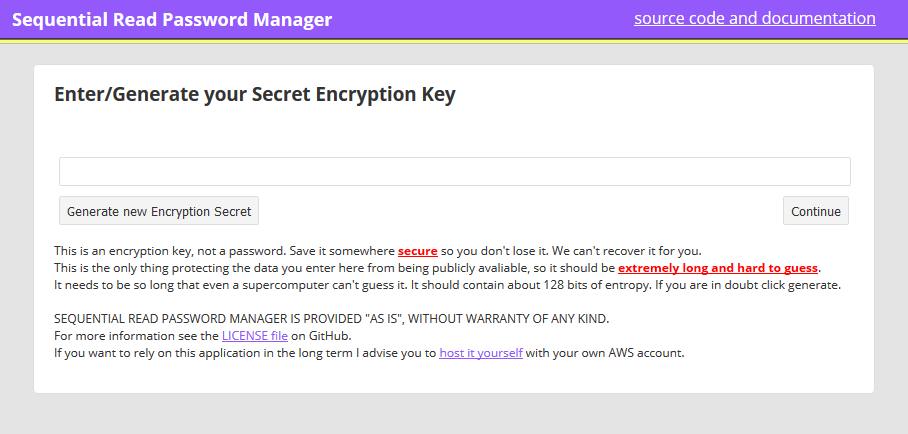 Sequential Read Password Manager
source code and documentation
Enter/Generate your Secret Encryption Key
Generate new Encryption Secret
Continue
This is an encryption key, not a password. Save it somewhere secure so you don't lose it. We can't recover it for you.
This is the only thing protecting the data you enter here from being publicly avaliable, so it should be extremely long and hard to guess.
It needs to be so long that even a supercomputer can't guess it. It should contain about 128 bits of entropy. If you are in doubt click generate.
SEQUENTIAL READ PASSWORD MANAGER IS PROVIDED "AS IS", WITHOUT WARRANTY OF ANY KIND.
For more information see the LICENSE file on GitHub.
If you want to rely on this application in the long term I advise you to host it yourself with your own AWS account.